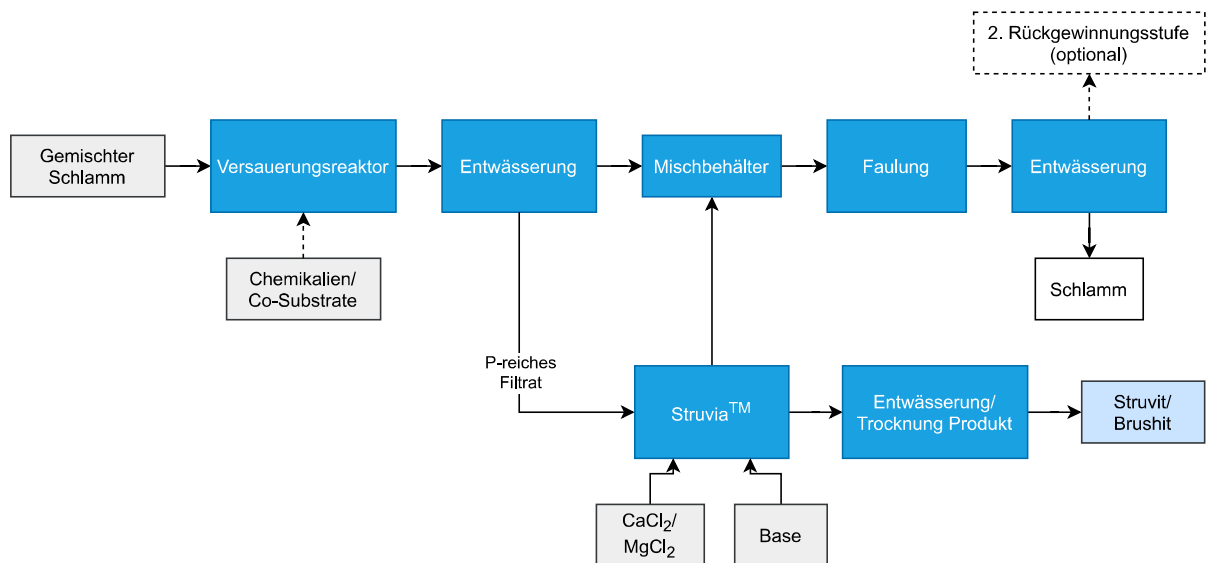 2. Rückgewinnungsstufe
(optional)
Gemischter
Schlamm
Versauerungsreaktor
Entwässerung
Mischbehälter
Faulung
Entwässerung
Chemikalien/
Co-Substrate
Schlamm
P-reiches
Filtrat
Struvia™
Entwässerung/
Trocknung Produkt
Struvit/
Brushit
CaCl₂/
MgCl₂
Base